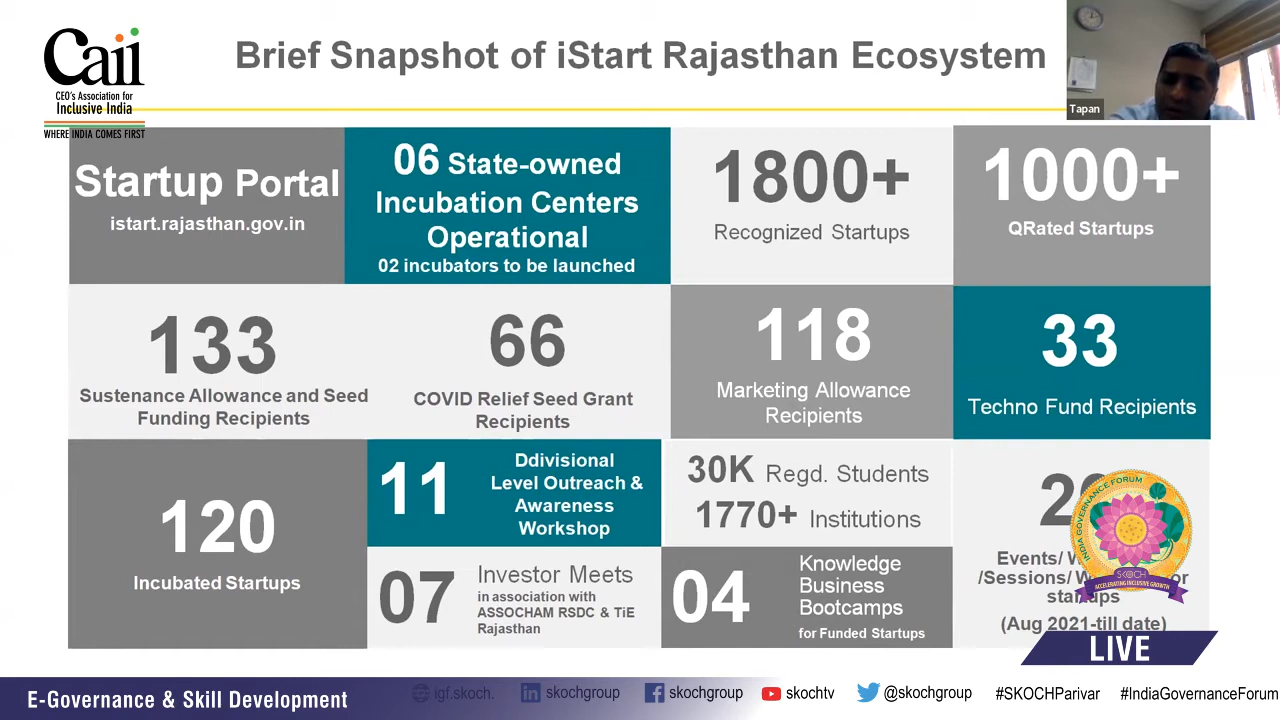 Caii
CEO's Association for
Inclusive India
WHERE INDIA COMES FIRST
Brief Snapshot of iStart Rajasthan Ecosystem
Tapan
Startup Portal
istart.rajasthan.gov.in
06 State-owned
Incubation Centers
Operational
02 incubators to be launched
1800+
Recognized Startups
1000+
QRated Startups
133
Sustenance Allowance and Seed
Funding Recipients
66
COVID Relief Seed Grant
Recipients
118
Marketing Allowance
Recipients
33
Techno Fund Recipients
120
Incubated Startups
11
Ddivisional
Level Outreach &
Awareness
Workshop
30K Regd. Students
1770+ Institutions
07
Investor Meets
in association with
ASSOCHAM RSDC & TiE
Rajasthan
04
Knowledge
Business
Bootcamps
for Funded Startups
Events/
/Sessions/
startups
(Aug 2021-till date)
INDIA GOVERNANCE FORUM
SKOCH
ACCELERATING INCLUSIVE GROWTH
LIVE
E-Governance & Skill Development
igf.skoch.
skochgroup
skochgroup
skochtv
@skochgroup
#SKOCHParivar
#IndiaGovernanceForum